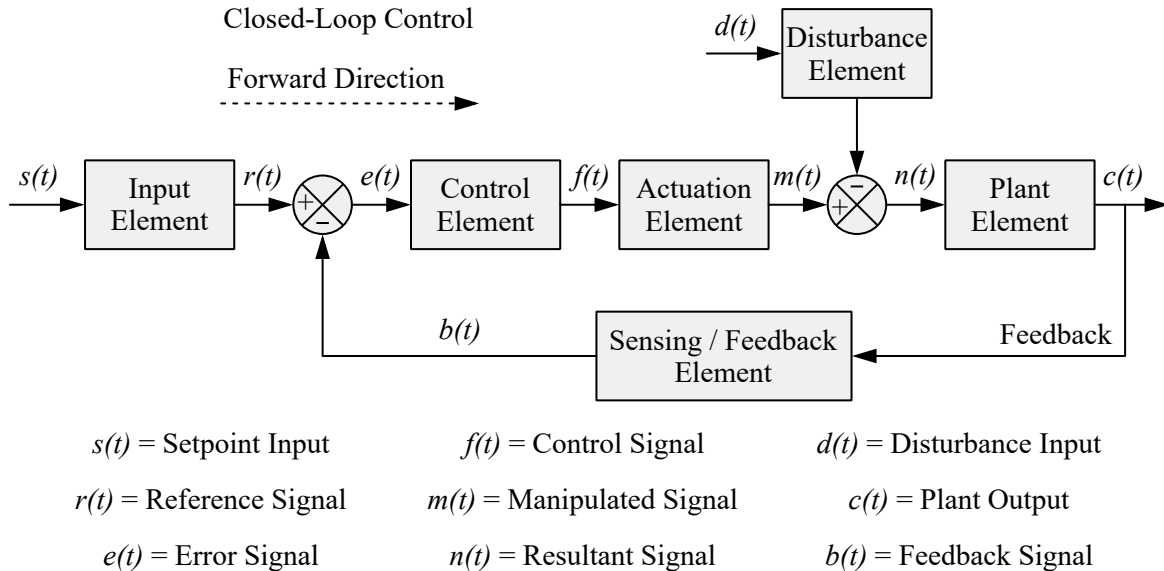 Closed-Loop Control
Forward Direction
d(t)
Disturbance
Element
s(t)
Input
Element
r(t)
+
−
e(t)
Control
Element
f(t)
Actuation
Element
m(t)
−
+
n(t)
Plant
Element
c(t)
b(t)
Sensing / Feedback
Element
Feedback
s(t) = Setpoint Input
f(t) = Control Signal
d(t) = Disturbance Input
r(t) = Reference Signal
m(t) = Manipulated Signal
c(t) = Plant Output
e(t) = Error Signal
n(t) = Resultant Signal
b(t) = Feedback Signal